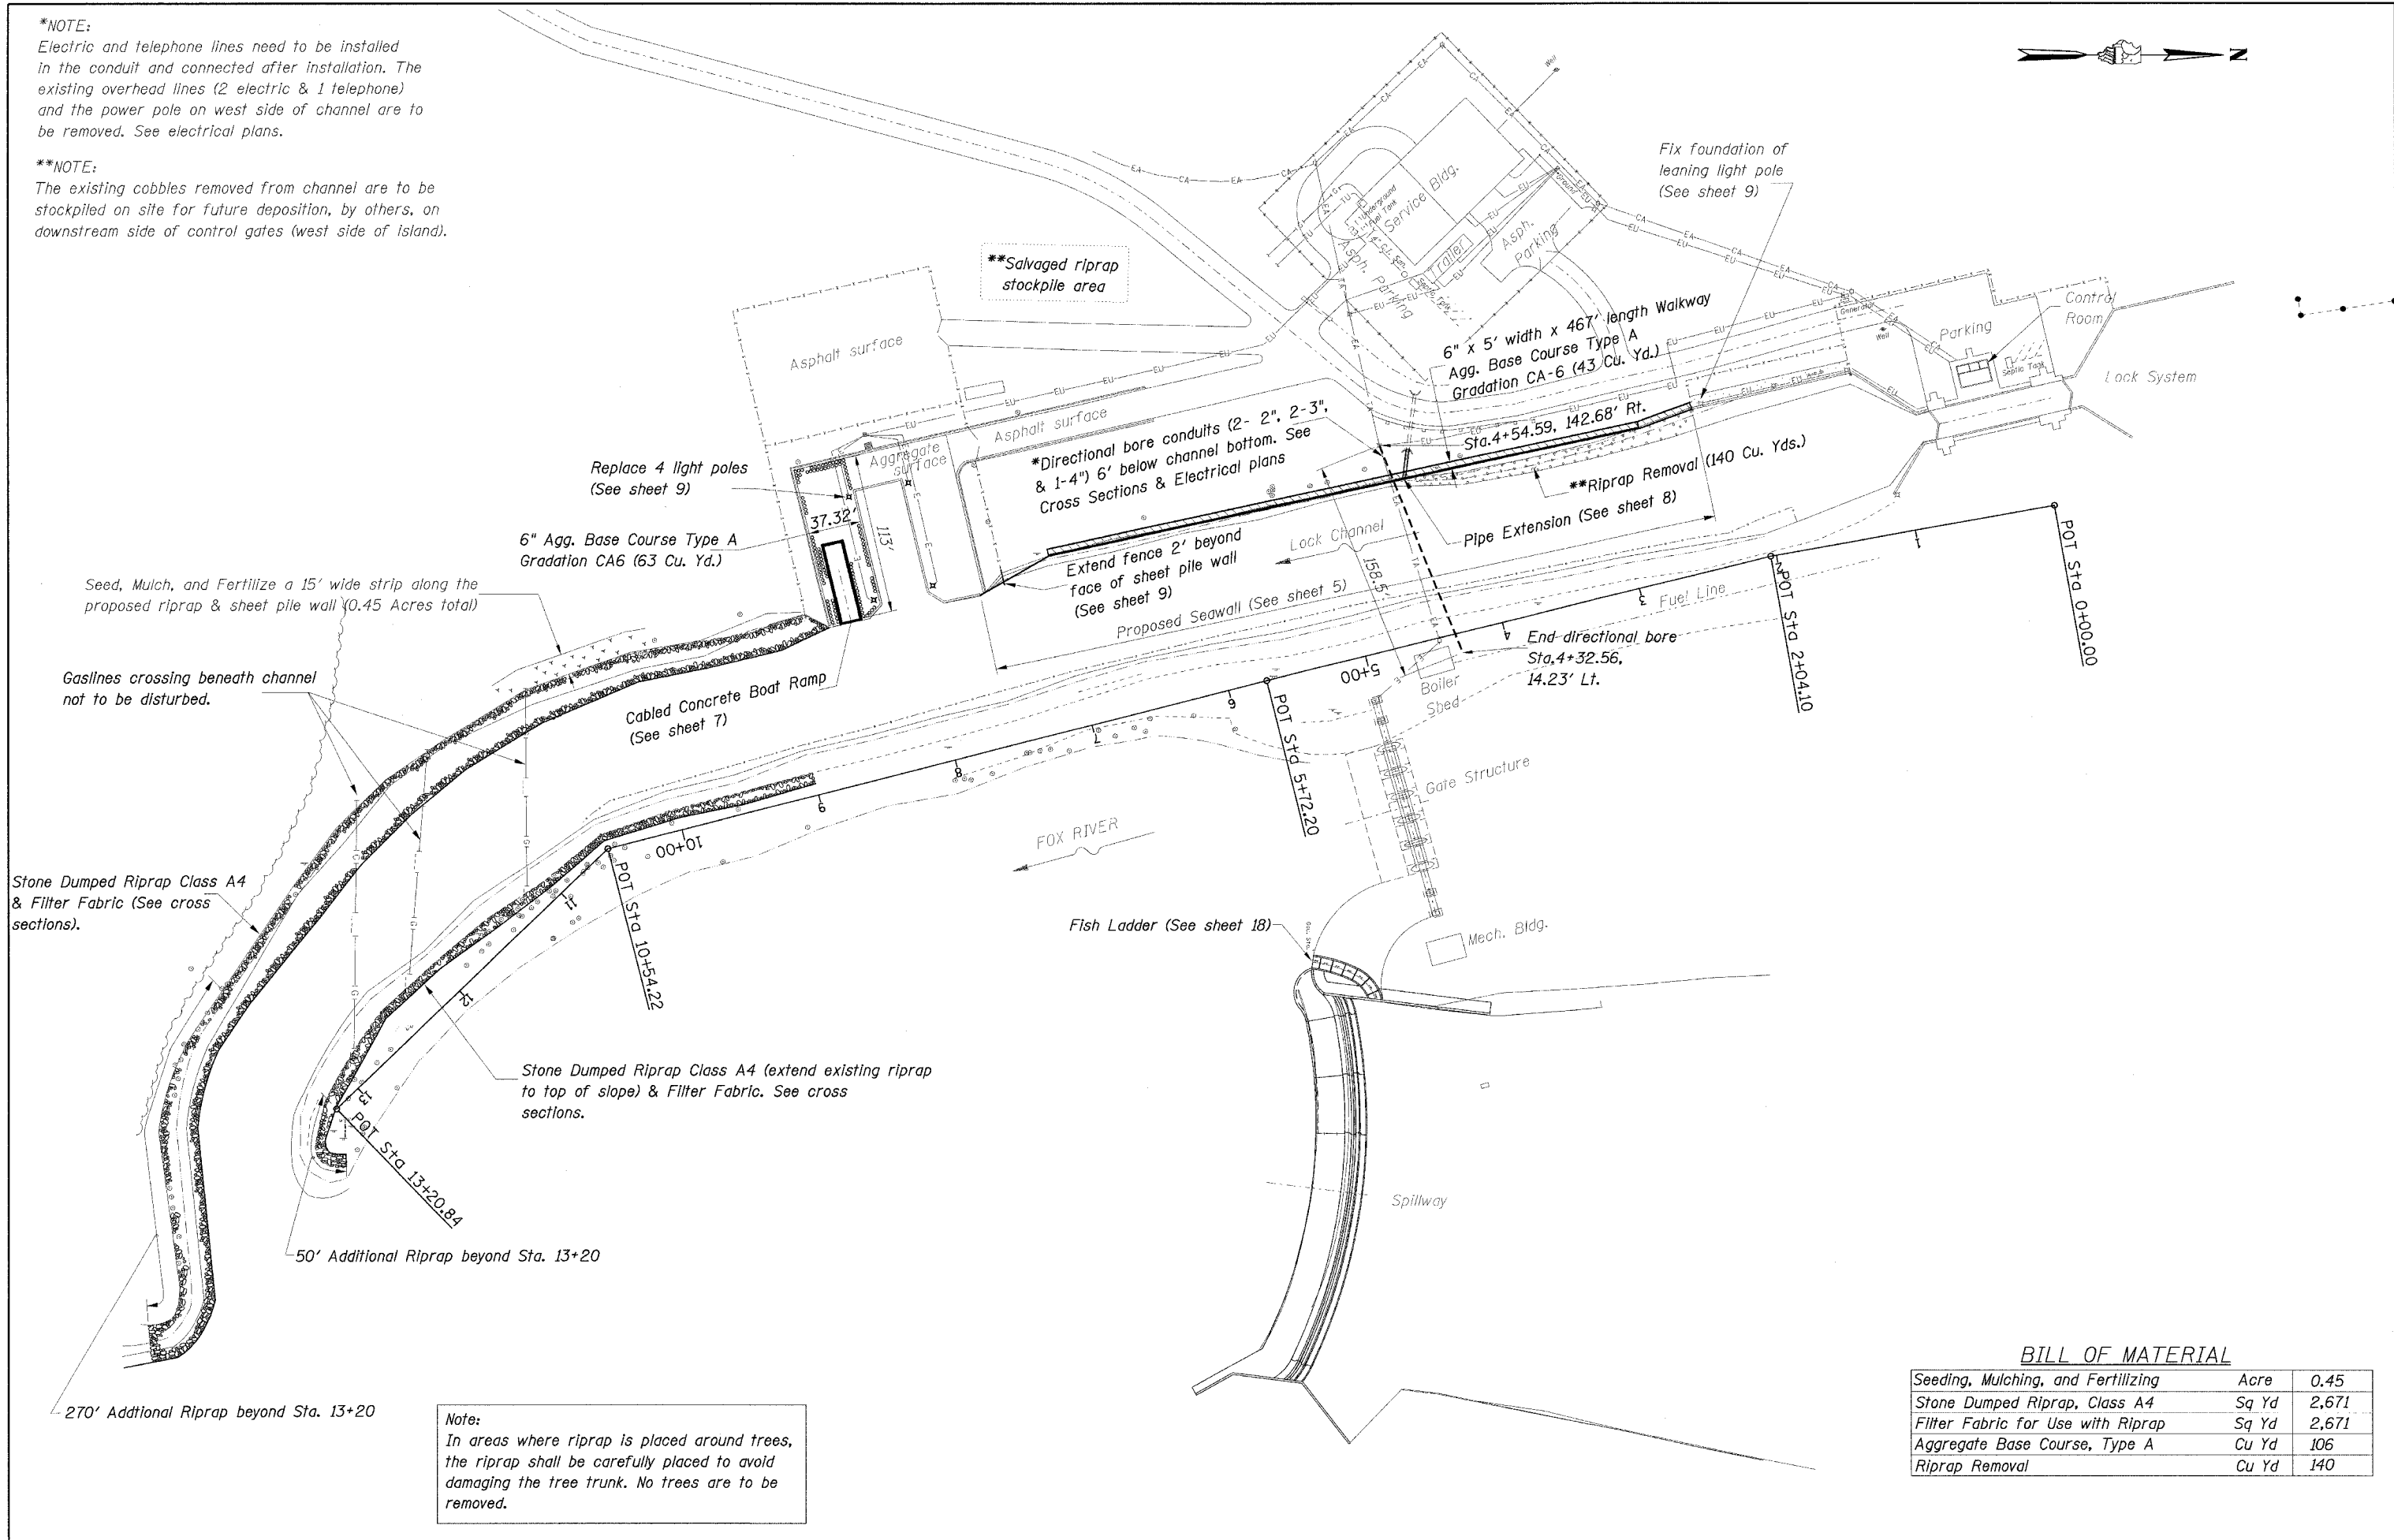 *NOTE:
Electric and telephone lines need to be installed
in the conduit and connected after installation. The
existing overhead lines (2 electric & 1 telephone)
and the power pole on west side of channel are to
be removed. See electrical plans.
**NOTE:
The existing cobbles removed from channel are to be
stockpiled on site for future deposition, by others, on
downstream side of control gates (west side of island).
N
**Salvaged riprap
stockpile area
Service Bldg.
Underground
Fuel Tank
Trailer
Asph.
Parking
Asph. Parking
Well
Fix foundation of
leaning light pole
(See sheet 9)
Control
Room
Parking
Generator
Well
Septic Tank
Lock System
6" x 5' width x 467' length Walkway
Agg. Base Course Type A
Gradation CA-6 (43 Cu. Yd.)
Sta.4+54.59, 142.68' Rt.
Asphalt surface
Asphalt surface
Aggregate
surface
*Directional bore conduits (2- 2", 2-3",
& 1-4") 6' below channel bottom. See
Cross Sections & Electrical plans
**Riprap Removal (140 Cu. Yds.)
Pipe Extension (See sheet 8)
Replace 4 light poles
(See sheet 9)
37.32'
113'
6" Agg. Base Course Type A
Gradation CA6 (63 Cu. Yd.)
Lock Channel
158.5'
Extend fence 2' beyond
face of sheet pile wall
(See sheet 9)
Proposed Seawall (See sheet 5)
Seed, Mulch, and Fertilize a 15' wide strip along the
proposed riprap & sheet pile wall (0.45 Acres total)
Gaslines crossing beneath channel
not to be disturbed.
Cabled Concrete Boat Ramp
(See sheet 7)
End directional bore
Sta.4+32.56,
14.23' Lt.
Fuel Line
Boiler
Shed
POT Sta 0+00.00
1
2
POT Sta 2+04.10
3
4
5+00
POT Sta 5+72.20
6
7
8
9
10+00
POT Sta 10+54.22
11
12
13
POT Sta 13+20.84
Gate Structure
FOX RIVER
Stone Dumped Riprap Class A4
& Filter Fabric (See cross
sections).
Fish Ladder (See sheet 18)
Mech. Bldg.
Stone Dumped Riprap Class A4 (extend existing riprap
to top of slope) & Filter Fabric. See cross
sections.
Spillway
50' Additional Riprap beyond Sta. 13+20
270' Addtional Riprap beyond Sta. 13+20
Note:
In areas where riprap is placed around trees,
the riprap shall be carefully placed to avoid
damaging the tree trunk. No trees are to be
removed.
BILL OF MATERIAL
Seeding, Mulching, and Fertilizing Acre 0.45
Stone Dumped Riprap, Class A4 Sq Yd 2,671
Filter Fabric for Use with Riprap Sq Yd 2,671
Aggregate Base Course, Type A Cu Yd 106
Riprap Removal Cu Yd 140